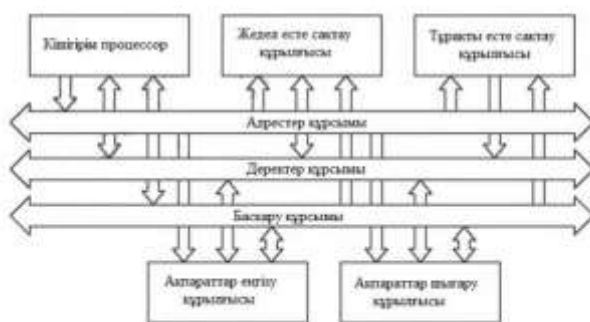 Кішігірім процессор
Жедел есте сақтау
құрылғысы
Тұрақты есте сақтау
құрылғысы
Адрестер құрсымы
Деректер құрсымы
Басқару құрсымы
Ақпараттар енгізу
құрылғысы
Ақпараттар шығару
құрылғысы